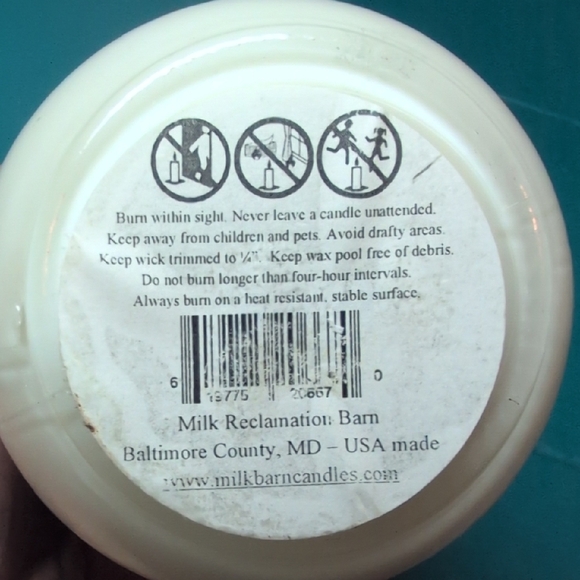 Burn within sight. Never leave a candle unattended.
Keep away from children and pets. Avoid drafty areas.
Keep wick trimmed to ¼". Keep wax pool free of debris.
Do not burn longer than four-hour intervals.
Always burn on a heat resistant, stable surface.
6 19775 20667 0
Milk Reclamation Barn
Baltimore County, MD – USA made
www.milkbarncandles.com